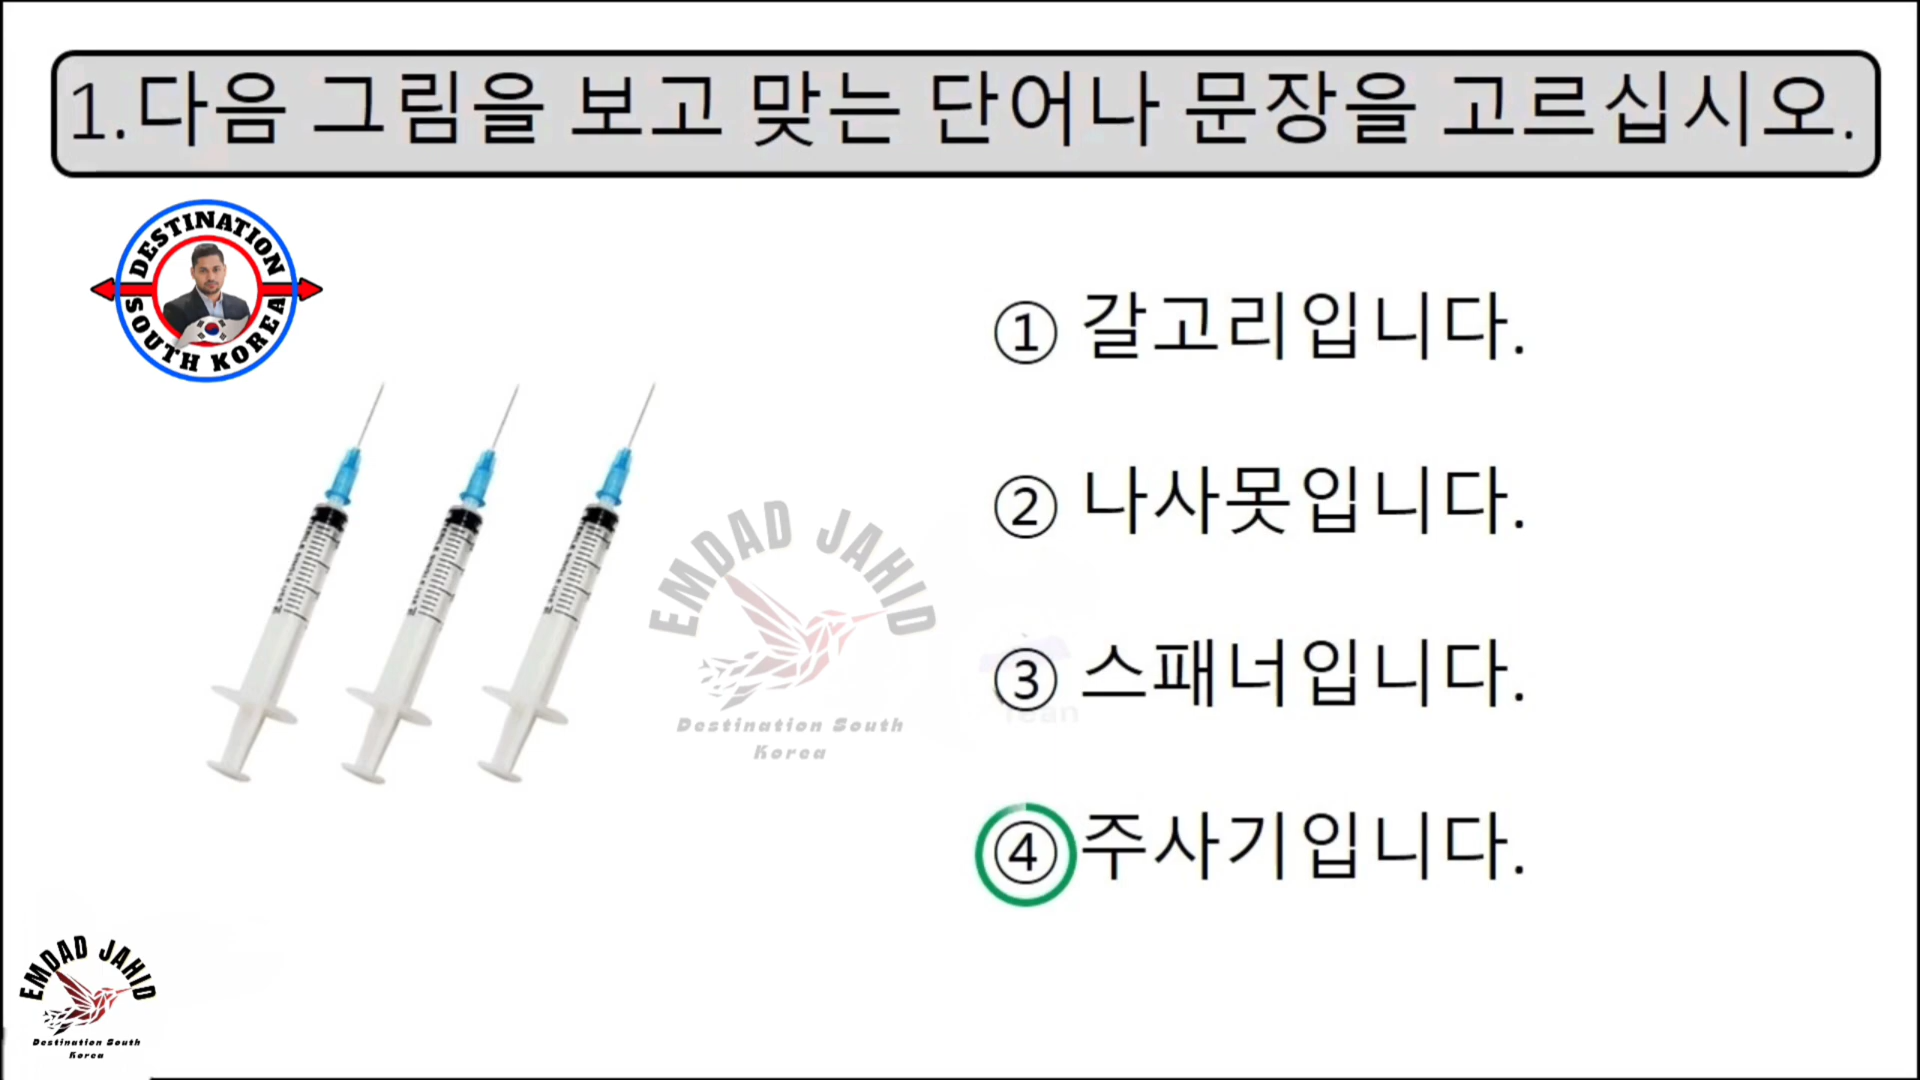 1.다음 그림을 보고 맞는 단어나 문장을 고르십시오.
DESTINATION
SOUTH KOREA
① 갈고리입니다.
② 나사못입니다.
③ 스패너입니다.
④ 주사기입니다.
EMDAD JAHID
Destination South
Korea
EMDAD JAHID
Destination South
Korea